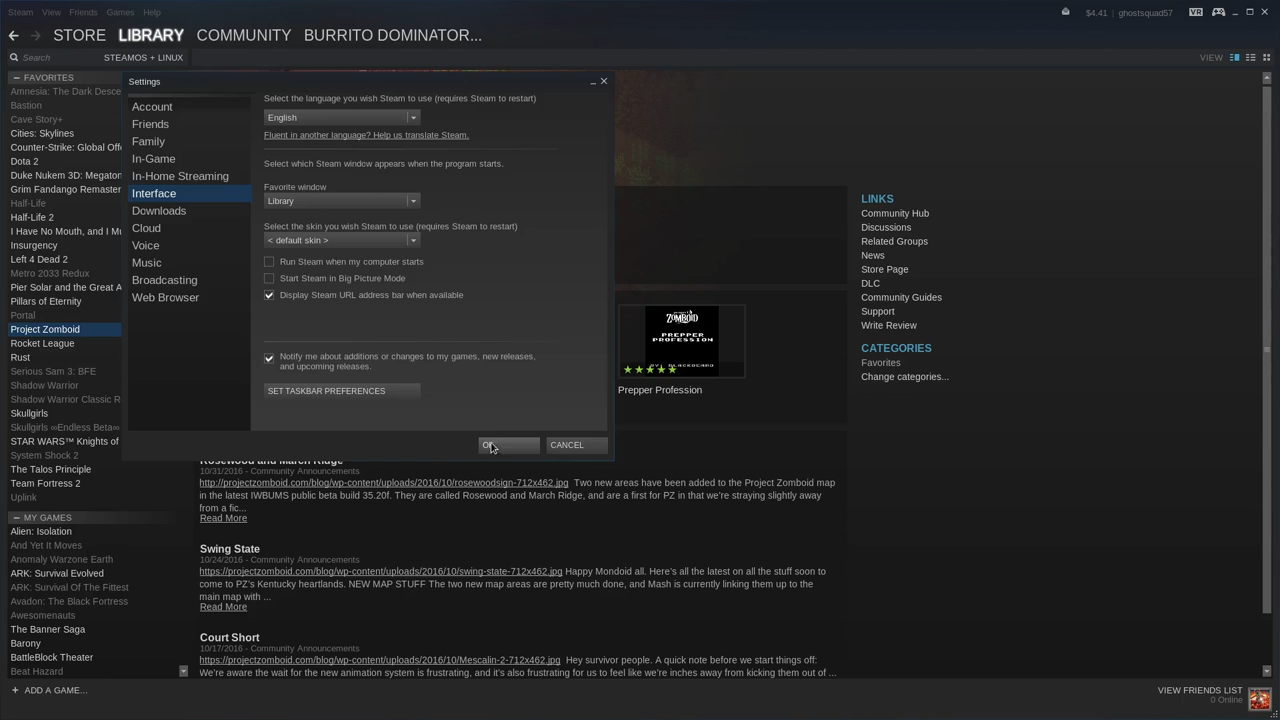 Steam View Friends Games Help
$4.41 ghostsquad57
VR
STORE LIBRARY COMMUNITY BURRITO DOMINATOR...
Search STEAMOS + LINUX
VIEW
FAVORITES
Amnesia: The Dark Desce
Bastion
Cave Story+
Cities: Skylines
Counter-Strike: Global Offe
Dota 2
Duke Nukem 3D: Megaton
Grim Fandango Remaster
Half-Life
Half-Life 2
I Have No Mouth, and I Mu
Insurgency
Left 4 Dead 2
Metro 2033 Redux
Pier Solar and the Great A
Pillars of Eternity
Portal
Project Zomboid
Rocket League
Rust
Serious Sam 3: BFE
Shadow Warrior
Shadow Warrior Classic R
Skullgirls
Skullgirls ∞Endless Beta∞
STAR WARS™ Knights of
System Shock 2
The Talos Principle
Team Fortress 2
Uplink
MY GAMES
Alien: Isolation
And Yet It Moves
Anomaly Warzone Earth
ARK: Survival Evolved
ARK: Survival Of The Fittest
Avadon: The Black Fortress
Awesomenauts
The Banner Saga
Barony
BattleBlock Theater
Beat Hazard
ADD A GAME...
Settings
Account
Friends
Family
In-Game
In-Home Streaming
Interface
Downloads
Cloud
Voice
Music
Broadcasting
Web Browser
Select the language you wish Steam to use (requires Steam to restart)
English
Fluent in another language? Help us translate Steam.
Select which Steam window appears when the program starts.
Favorite window
Library
Select the skin you wish Steam to use (requires Steam to restart)
< default skin >
Run Steam when my computer starts
Start Steam in Big Picture Mode
Display Steam URL address bar when available
Notify me about additions or changes to my games, new releases,
and upcoming releases.
SET TASKBAR PREFERENCES
OK
CANCEL
ZOMBOID
PREPPER
PROFESSION
Prepper Profession
Rosewood and March Ridge
10/31/2016 - Community Announcements
http://projectzomboid.com/blog/wp-content/uploads/2016/10/rosewoodsign-712x462.jpg Two new areas have been added to the Project Zomboid map
in the latest IWBUMS public beta build 35.20f. They are called Rosewood and March Ridge, and are a first for PZ in that we're straying slightly away
from a fic...
Read More
Swing State
10/24/2016 - Community Announcements
https://projectzomboid.com/blog/wp-content/uploads/2016/10/swing-state-712x462.jpg Happy Mondoid all. Here's all the latest on all the stuff soon to
come to PZ's Kentucky heartlands. NEW MAP STUFF The two new map areas are pretty much done, and Mash is currently linking them up to the
main map with ...
Read More
Court Short
10/17/2016 - Community Announcements
https://projectzomboid.com/blog/wp-content/uploads/2016/10/Mescalin-2-712x462.jpg Hey survivor people. A quick note before we start things off:
We're aware the wait for the new animation system is frustrating, and it's also frustrating for us to feel like we're inches away from kicking them out of ...
LINKS
Community Hub
Discussions
Related Groups
News
Store Page
DLC
Community Guides
Support
Write Review
CATEGORIES
Favorites
Change categories...
VIEW FRIENDS LIST
0 Online